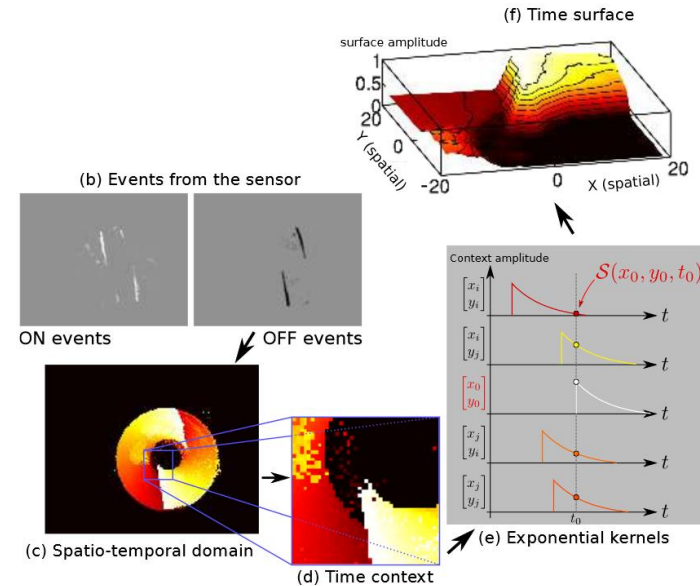 (f) Time surface
surface amplitude
1
0.5
0
20
0
-20
Y (spatial)
0
20
X (spatial)
(b) Events from the sensor
ON events
OFF events
(c) Spatio-temporal domain
(d) Time context
Context amplitude
S(x₀, y₀, t₀)
[xᵢ
yᵢ]
t
[xᵢ
yⱼ]
t
[x₀
y₀]
t
[xⱼ
yᵢ]
t
[xⱼ
yⱼ]
t
t₀
(e) Exponential kernels